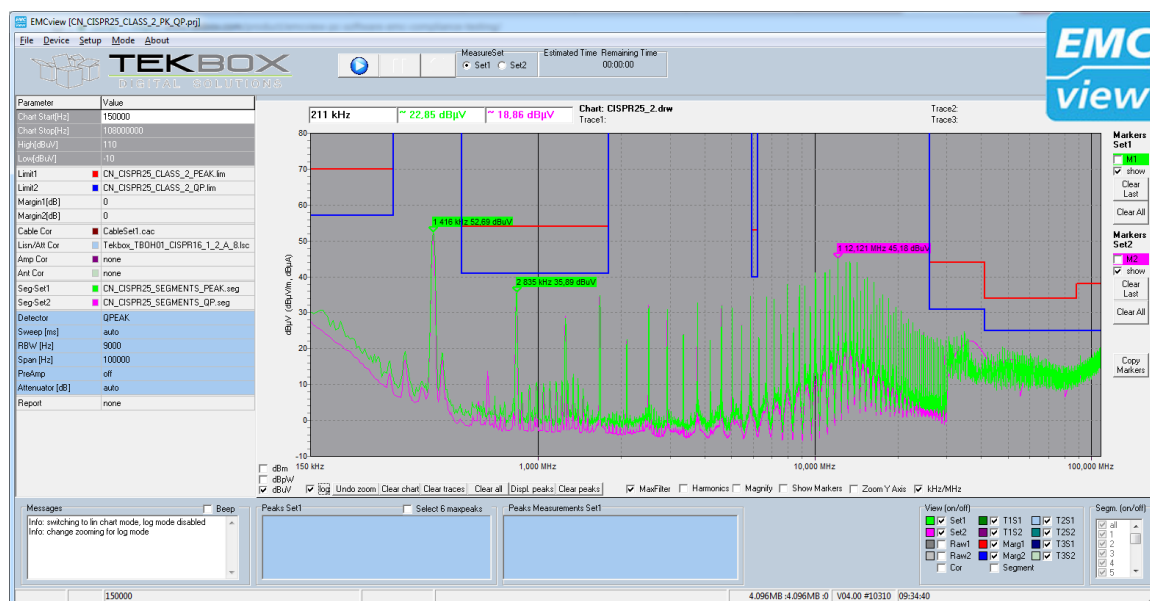 EMCview [CN_CISPR25_CLASS_2_PK_QP.prj]
File Device Setup Mode About
EMC
view
TEKBOX
DIGITAL SOLUTIONS
MeasureSet
Set1 Set2
Estimated Time Remaining Time
00:00:00
Parameter Value
Chart Start[Hz] 150000
Chart Stop[Hz] 108000000
High[dBuV] 110
Low[dBuV] -10
Limit1 CN_CISPR25_CLASS_2_PEAK.lim
Limit2 CN_CISPR25_CLASS_2_QP.lim
Margin1[dB] 0
Margin2[dB] 0
Cable Cor CableSet1.cac
Lisn/Att Cor Tekbox_TBOH01_CISPR16_1_2_A_8.lsc
Amp Cor none
Ant Cor none
Seg-Set1 CN_CISPR25_SEGMENTS_PEAK.seg
Seg-Set2 CN_CISPR25_SEGMENTS_QP.seg
Detector QPEAK
Sweep [ms] auto
RBW [Hz] 9000
Span [Hz] 100000
PreAmp off
Attenuator [dB] auto
Report none
211 kHz ~ 22,85 dBµV ~ 18,86 dBµV
Chart: CISPR25_2.drw
Trace1:
Trace2:
Trace3:
80
70
60
50
40
30
20
10
0
-10
dBµV (dBµV/m, dBµA)
1 416 kHz 52,69 dBuV
2 835 kHz 35,89 dBuV
1 12,121 MHz 45,18 dBuV
150 kHz 1,000 MHz 10,000 MHz 100,000 MHz
Markers
Set1
M1
show
Clear
Last
Clear All
Markers
Set2
M2
show
Clear
Last
Clear All
Copy
Markers
dBm
dBpW
dBuV log Undo zoom Clear chart Clear traces Clear all Displ. peaks Clear peaks MaxFilter Harmonics Magnify Show Markers Zoom Y Axis kHz/MHz
Messages Beep
Info: switching to lin chart mode, log mode disabled
Info: change zooming for log mode
Peaks Set1 Select 6 maxpeaks
Peaks Measurements Set1
View (on/off)
Set1 T1S1 T2S1
Set2 T1S2 T2S2
Raw1 Marg1 T3S1
Raw2 Marg2 T3S2
Cor Segment
Segm. (on/off)
all
1
2
3
4
5
150000 4.096MB :4.096MB :0 V04.00 #10310 09:34:40